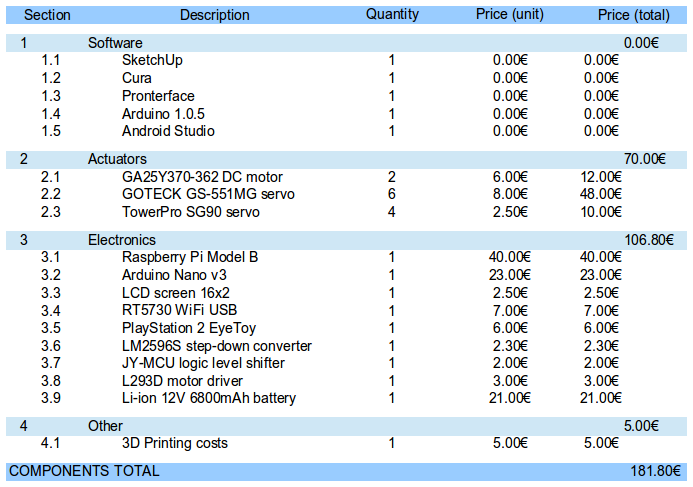 Section Description Quantity Price (unit) Price (total)
1 Software 0.00€
1.1 SketchUp 1 0.00€ 0.00€
1.2 Cura 1 0.00€ 0.00€
1.3 Pronterface 1 0.00€ 0.00€
1.4 Arduino 1.0.5 1 0.00€ 0.00€
1.5 Android Studio 1 0.00€ 0.00€
2 Actuators 70.00€
2.1 GA25Y370-362 DC motor 2 6.00€ 12.00€
2.2 GOTECK GS-551MG servo 6 8.00€ 48.00€
2.3 TowerPro SG90 servo 4 2.50€ 10.00€
3 Electronics 106.80€
3.1 Raspberry Pi Model B 1 40.00€ 40.00€
3.2 Arduino Nano v3 1 23.00€ 23.00€
3.3 LCD screen 16x2 1 2.50€ 2.50€
3.4 RT5730 WiFi USB 1 7.00€ 7.00€
3.5 PlayStation 2 EyeToy 1 6.00€ 6.00€
3.6 LM2596S step-down converter 1 2.30€ 2.30€
3.7 JY-MCU logic level shifter 1 2.00€ 2.00€
3.8 L293D motor driver 1 3.00€ 3.00€
3.9 Li-ion 12V 6800mAh battery 1 21.00€ 21.00€
4 Other 5.00€
4.1 3D Printing costs 1 5.00€ 5.00€
COMPONENTS TOTAL 181.80€